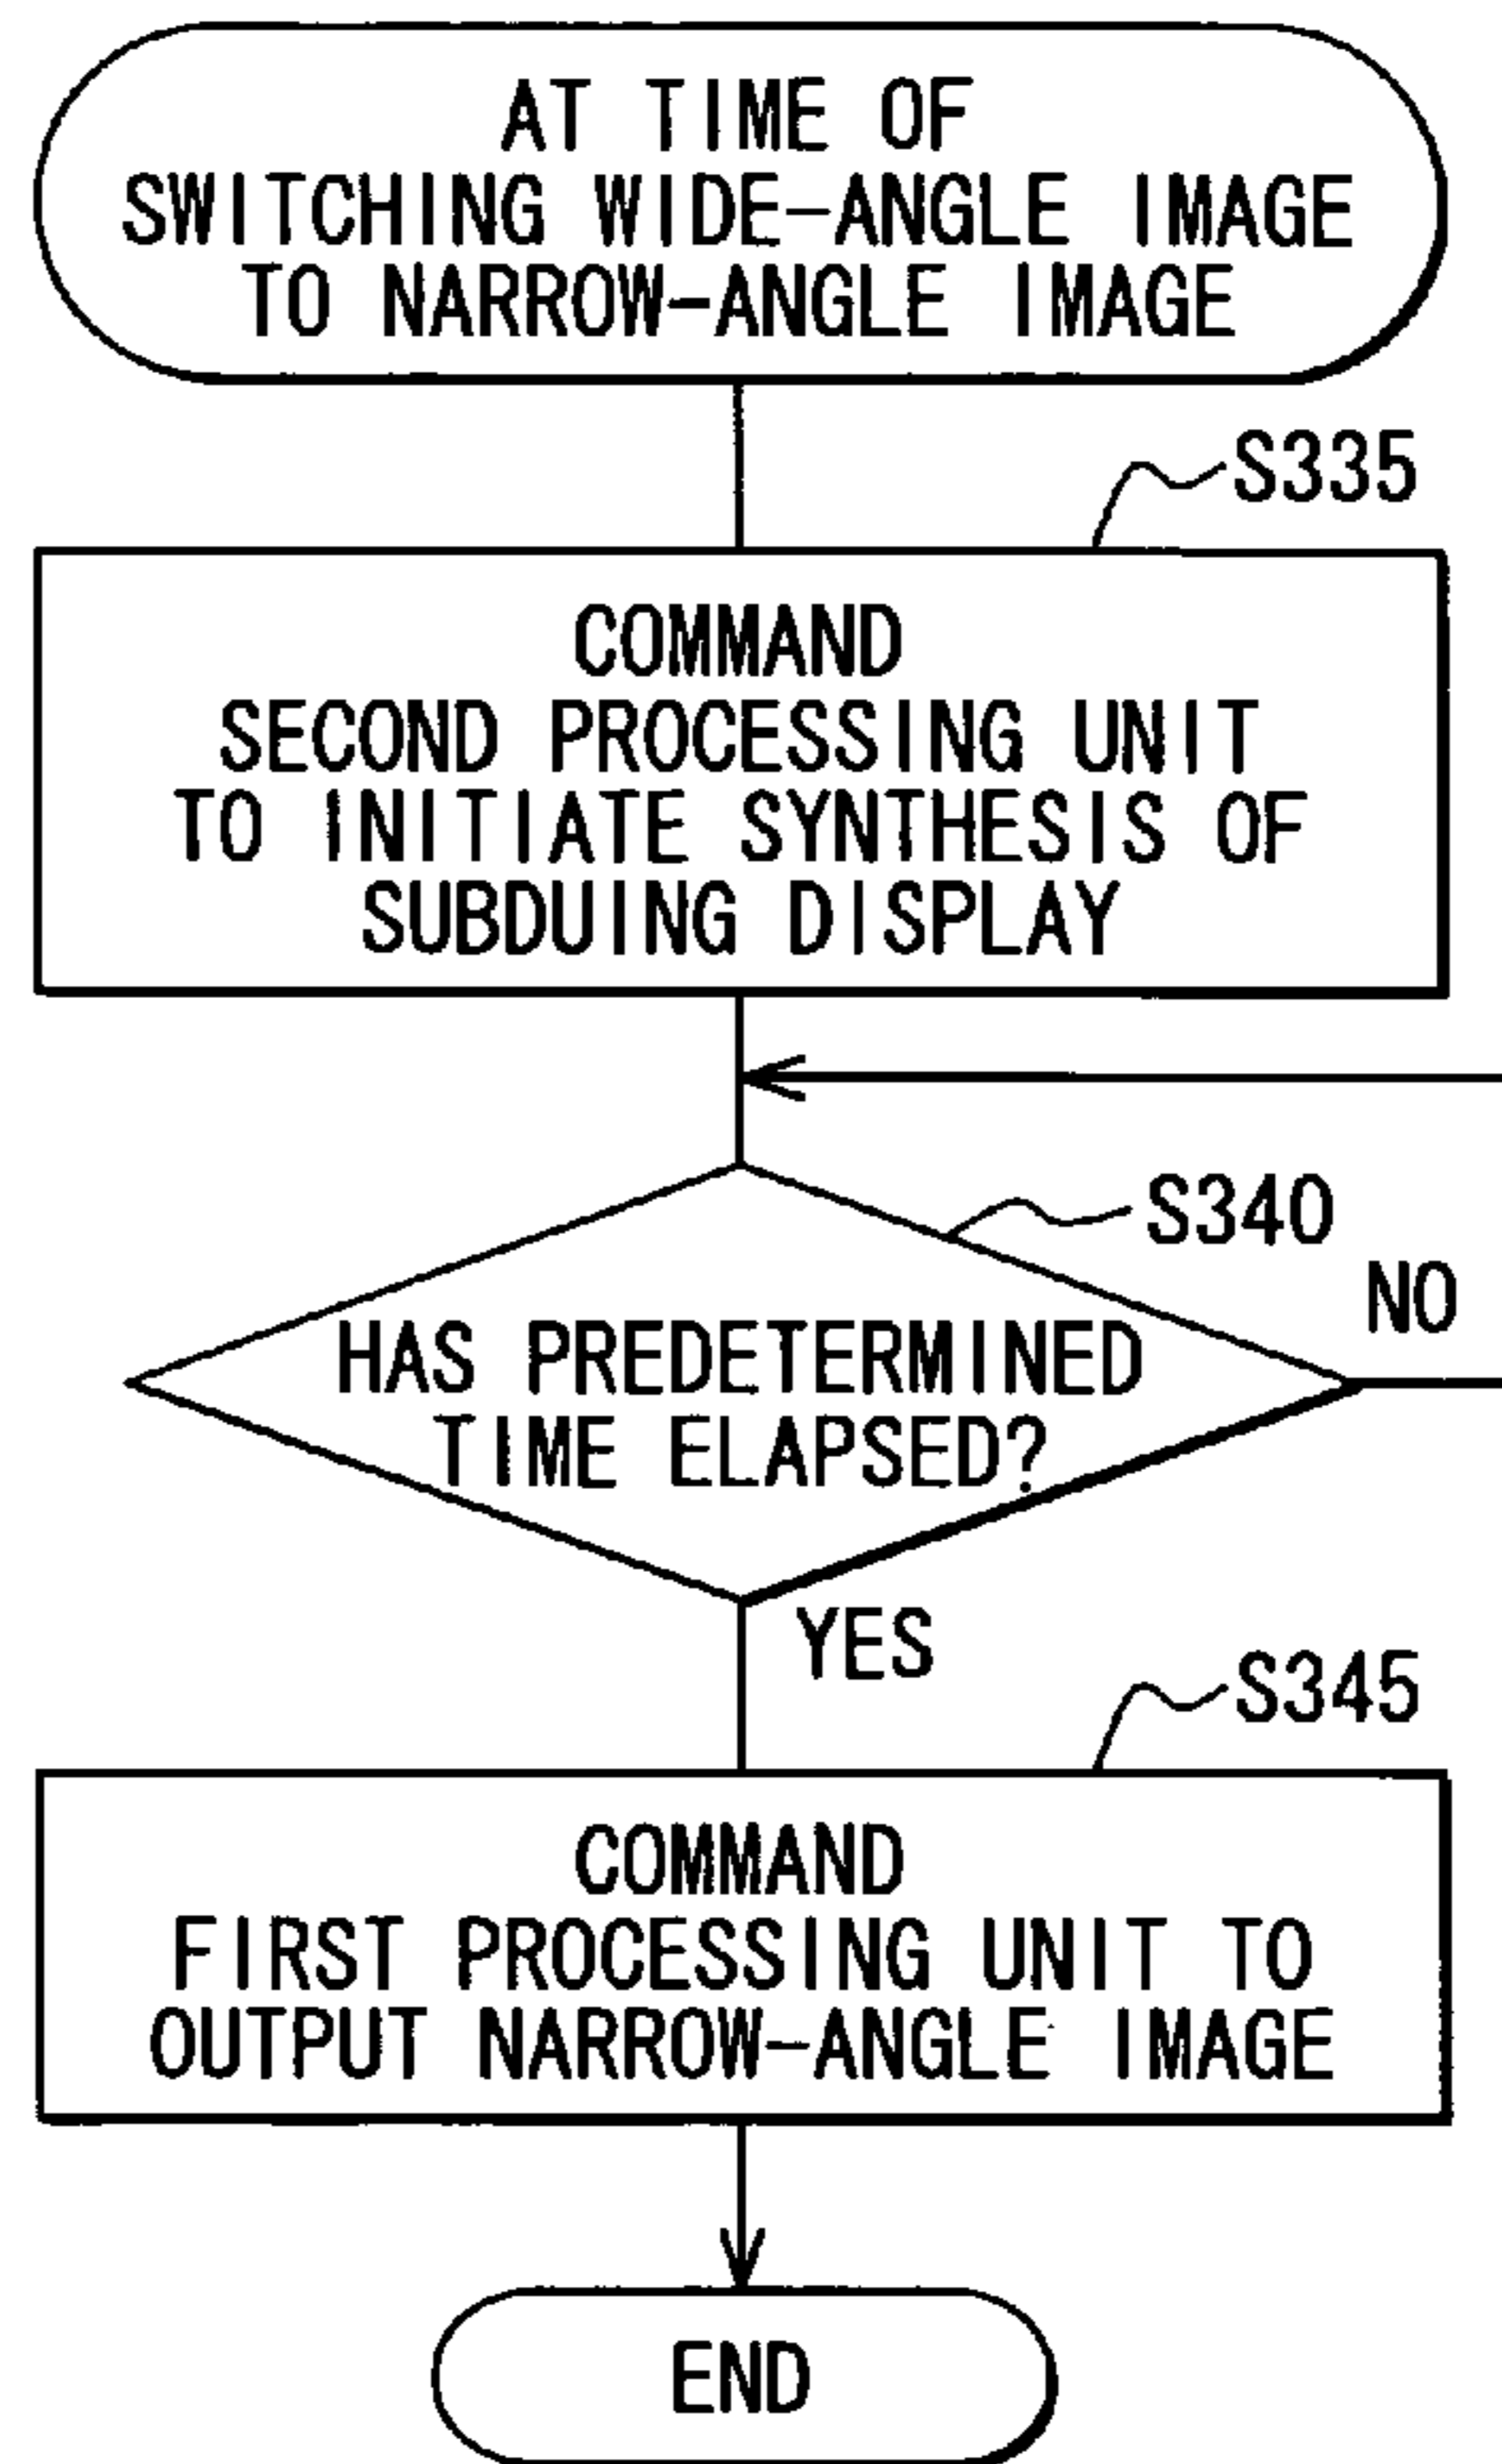 AT TIME OF
SWITCHING WIDE-ANGLE IMAGE
TO NARROW-ANGLE IMAGE
S335
COMMAND
SECOND PROCESSING UNIT
TO INITIATE SYNTHESIS OF
SUBDUING DISPLAY
S340
NO
HAS PREDETERMINED
TIME ELAPSED?
YES
S345
COMMAND
FIRST PROCESSING UNIT TO
OUTPUT NARROW-ANGLE IMAGE
END